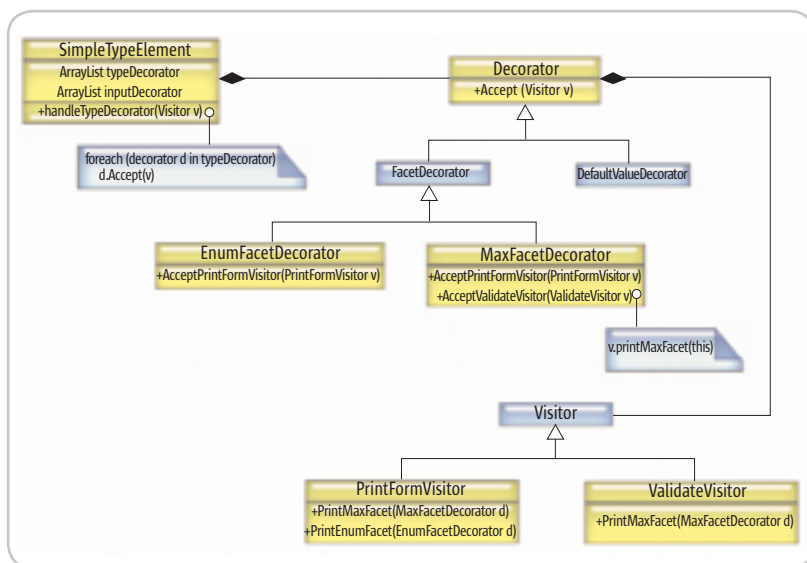 SimpleTypeElement
ArrayList typeDecorator
ArrayList inputDecorator
+handleTypeDecorator(Visitor v)
Decorator
+Accept (Visitor v)
foreach (decorator d in typeDecorator)
d.Accept(v)
FacetDecorator
DefaultValueDecorator
EnumFacetDecorator
+AcceptPrintFormVisitor(PrintFormVisitor v)
MaxFacetDecorator
+AcceptPrintFormVisitor(PrintFormVisitor v)
+AcceptValidateVisitor(ValidateVisitor v)
v.printMaxFacet(this)
Visitor
PrintFormVisitor
+PrintMaxFacet(MaxFacetDecorator d)
+PrintEnumFacet(EnumFacetDecorator d)
ValidateVisitor
+PrintMaxFacet(MaxFacetDecorator d)